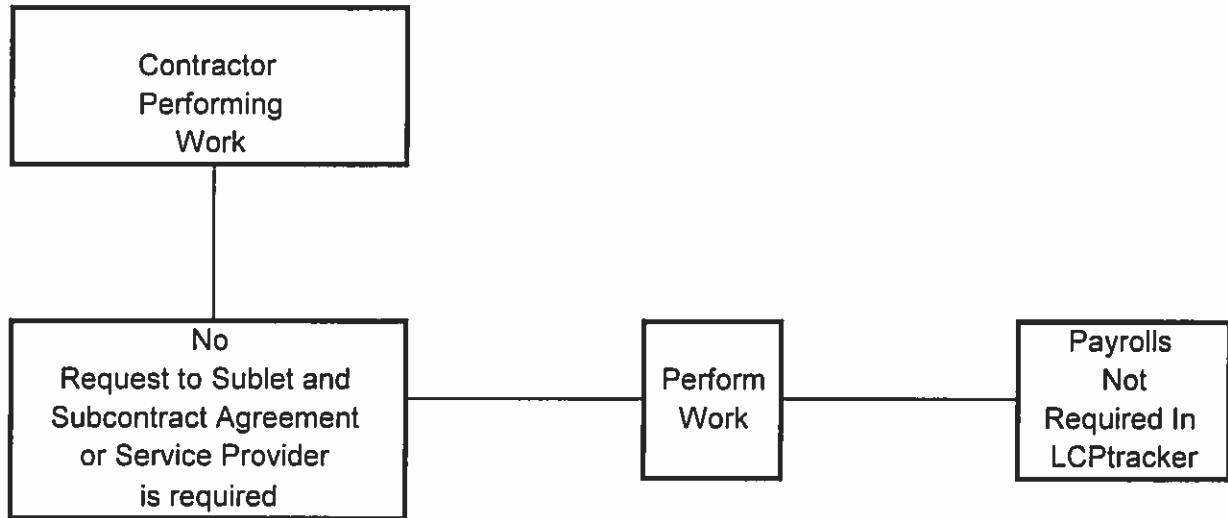 Contractor
Performing
Work
No
Request to Sublet and
Subcontract Agreement
or Service Provider
is required
Perform
Work
Payrolls
Not
Required In
LCPtracker